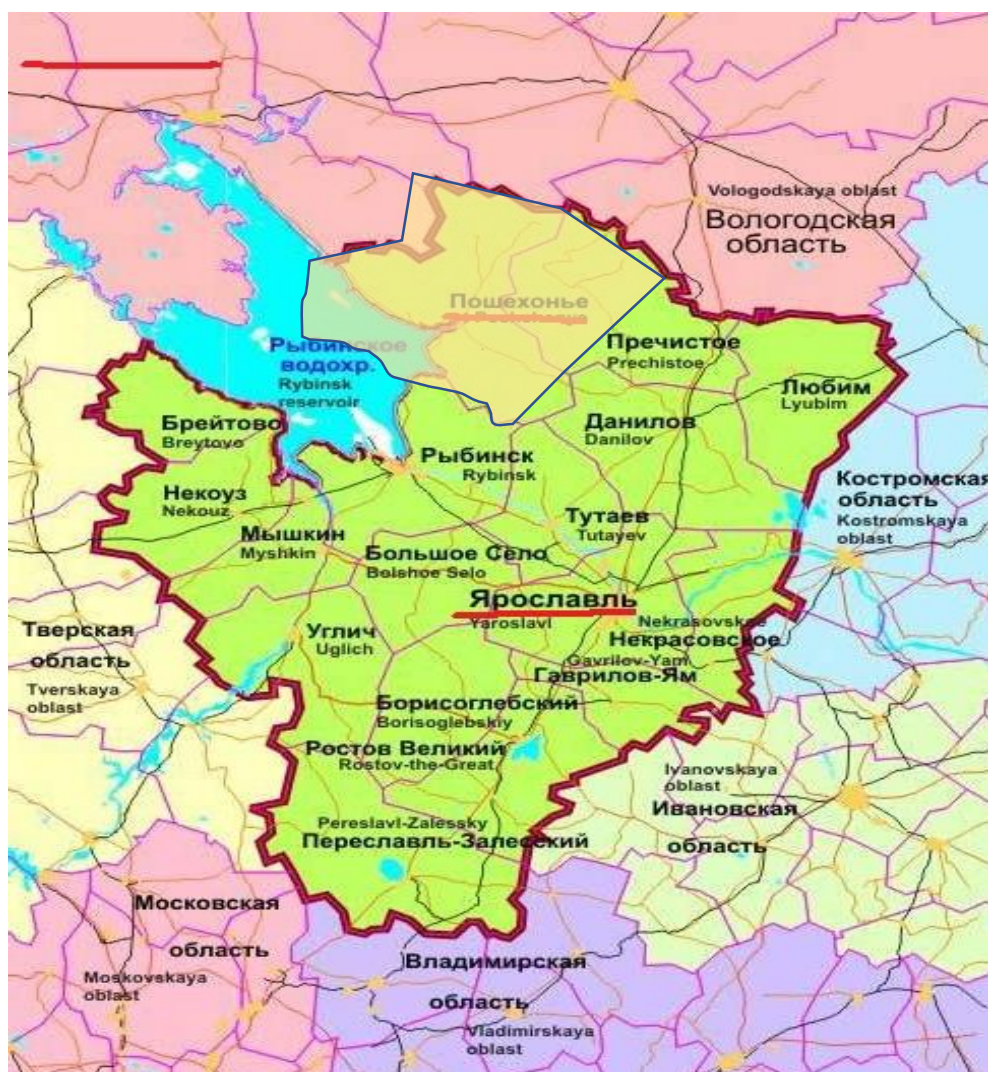 Vologodskaya oblast
Вологодская
область
Пошехонье
Рыбинское
водохр.
Rybinsk
reservoir
Пречистое
Prechistoe
Любим
Lyubim
Брейтово
Breytovo
Данилов
Danilov
Рыбинск
Rybinsk
Костромская
область
Kostromskaya
oblast
Некоуз
Nekouz
Тутаев
Tutayev
Мышкин
Myshkin
Большое Село
Bolshoe Selo
Ярославль
Yaroslavl
Nekrasovskoe
Некрасовское
Углич
Uglich
Тверская
область
Tverskaya
oblast
Gavrilov-Yam
Гаврилов-Ям
Борисоглебский
Borisoglebskiy
Ростов Великий
Rostov-the-Great
Ivanovskaya
oblast
Ивановская
область
Pereslavl-Zalessky
Переславль-Залесский
Московская
область
Moskovskaya
oblast
Владимирская
область
Vladimirskaya
oblast